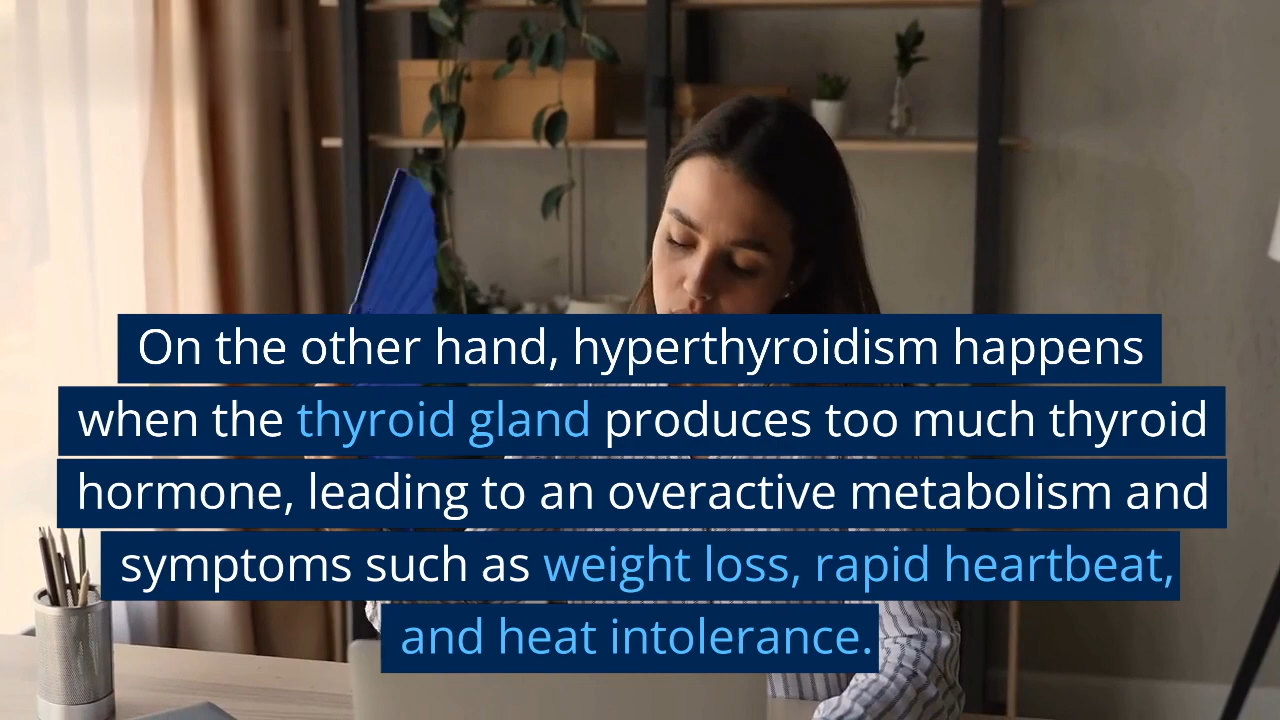 On the other hand, hyperthyroidism happens
when the thyroid gland produces too much thyroid
hormone, leading to an overactive metabolism and
symptoms such as weight loss, rapid heartbeat,
and heat intolerance.